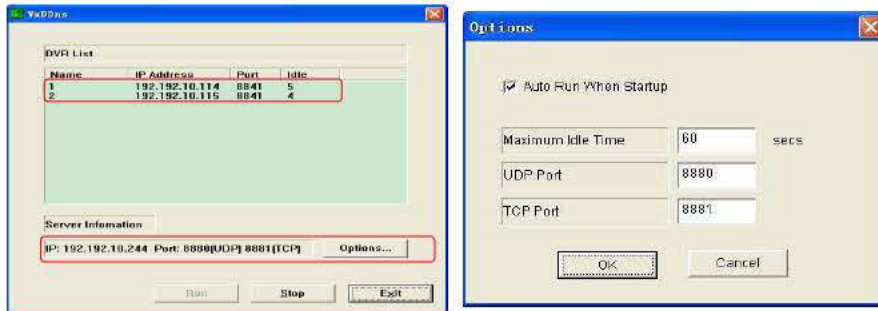 VxDDns
DVR List
Name IP Address Port Idle
1 192.192.10.114 8841 5
2 192.192.10.115 8841 4
Server Infomation
IP: 192.192.10.244 Port: 8880(UDP) 8881(TCP) Options...
Run Stop Exit
Options
Auto Run When Startup
Maximum Idle Time 60 secs
UDP Port 8880
TCP Port 8881
OK Cancel